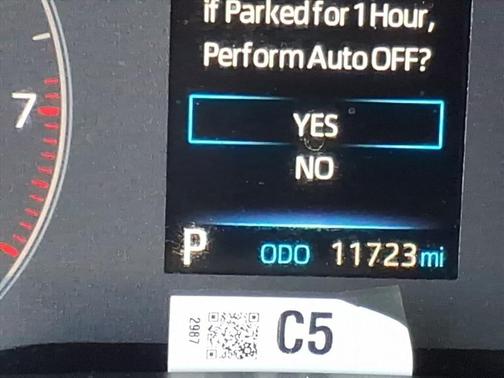 if Parked for 1 Hour,
Perform Auto OFF?
YES
NO
7
P ODO 11723 mi
2987 C5